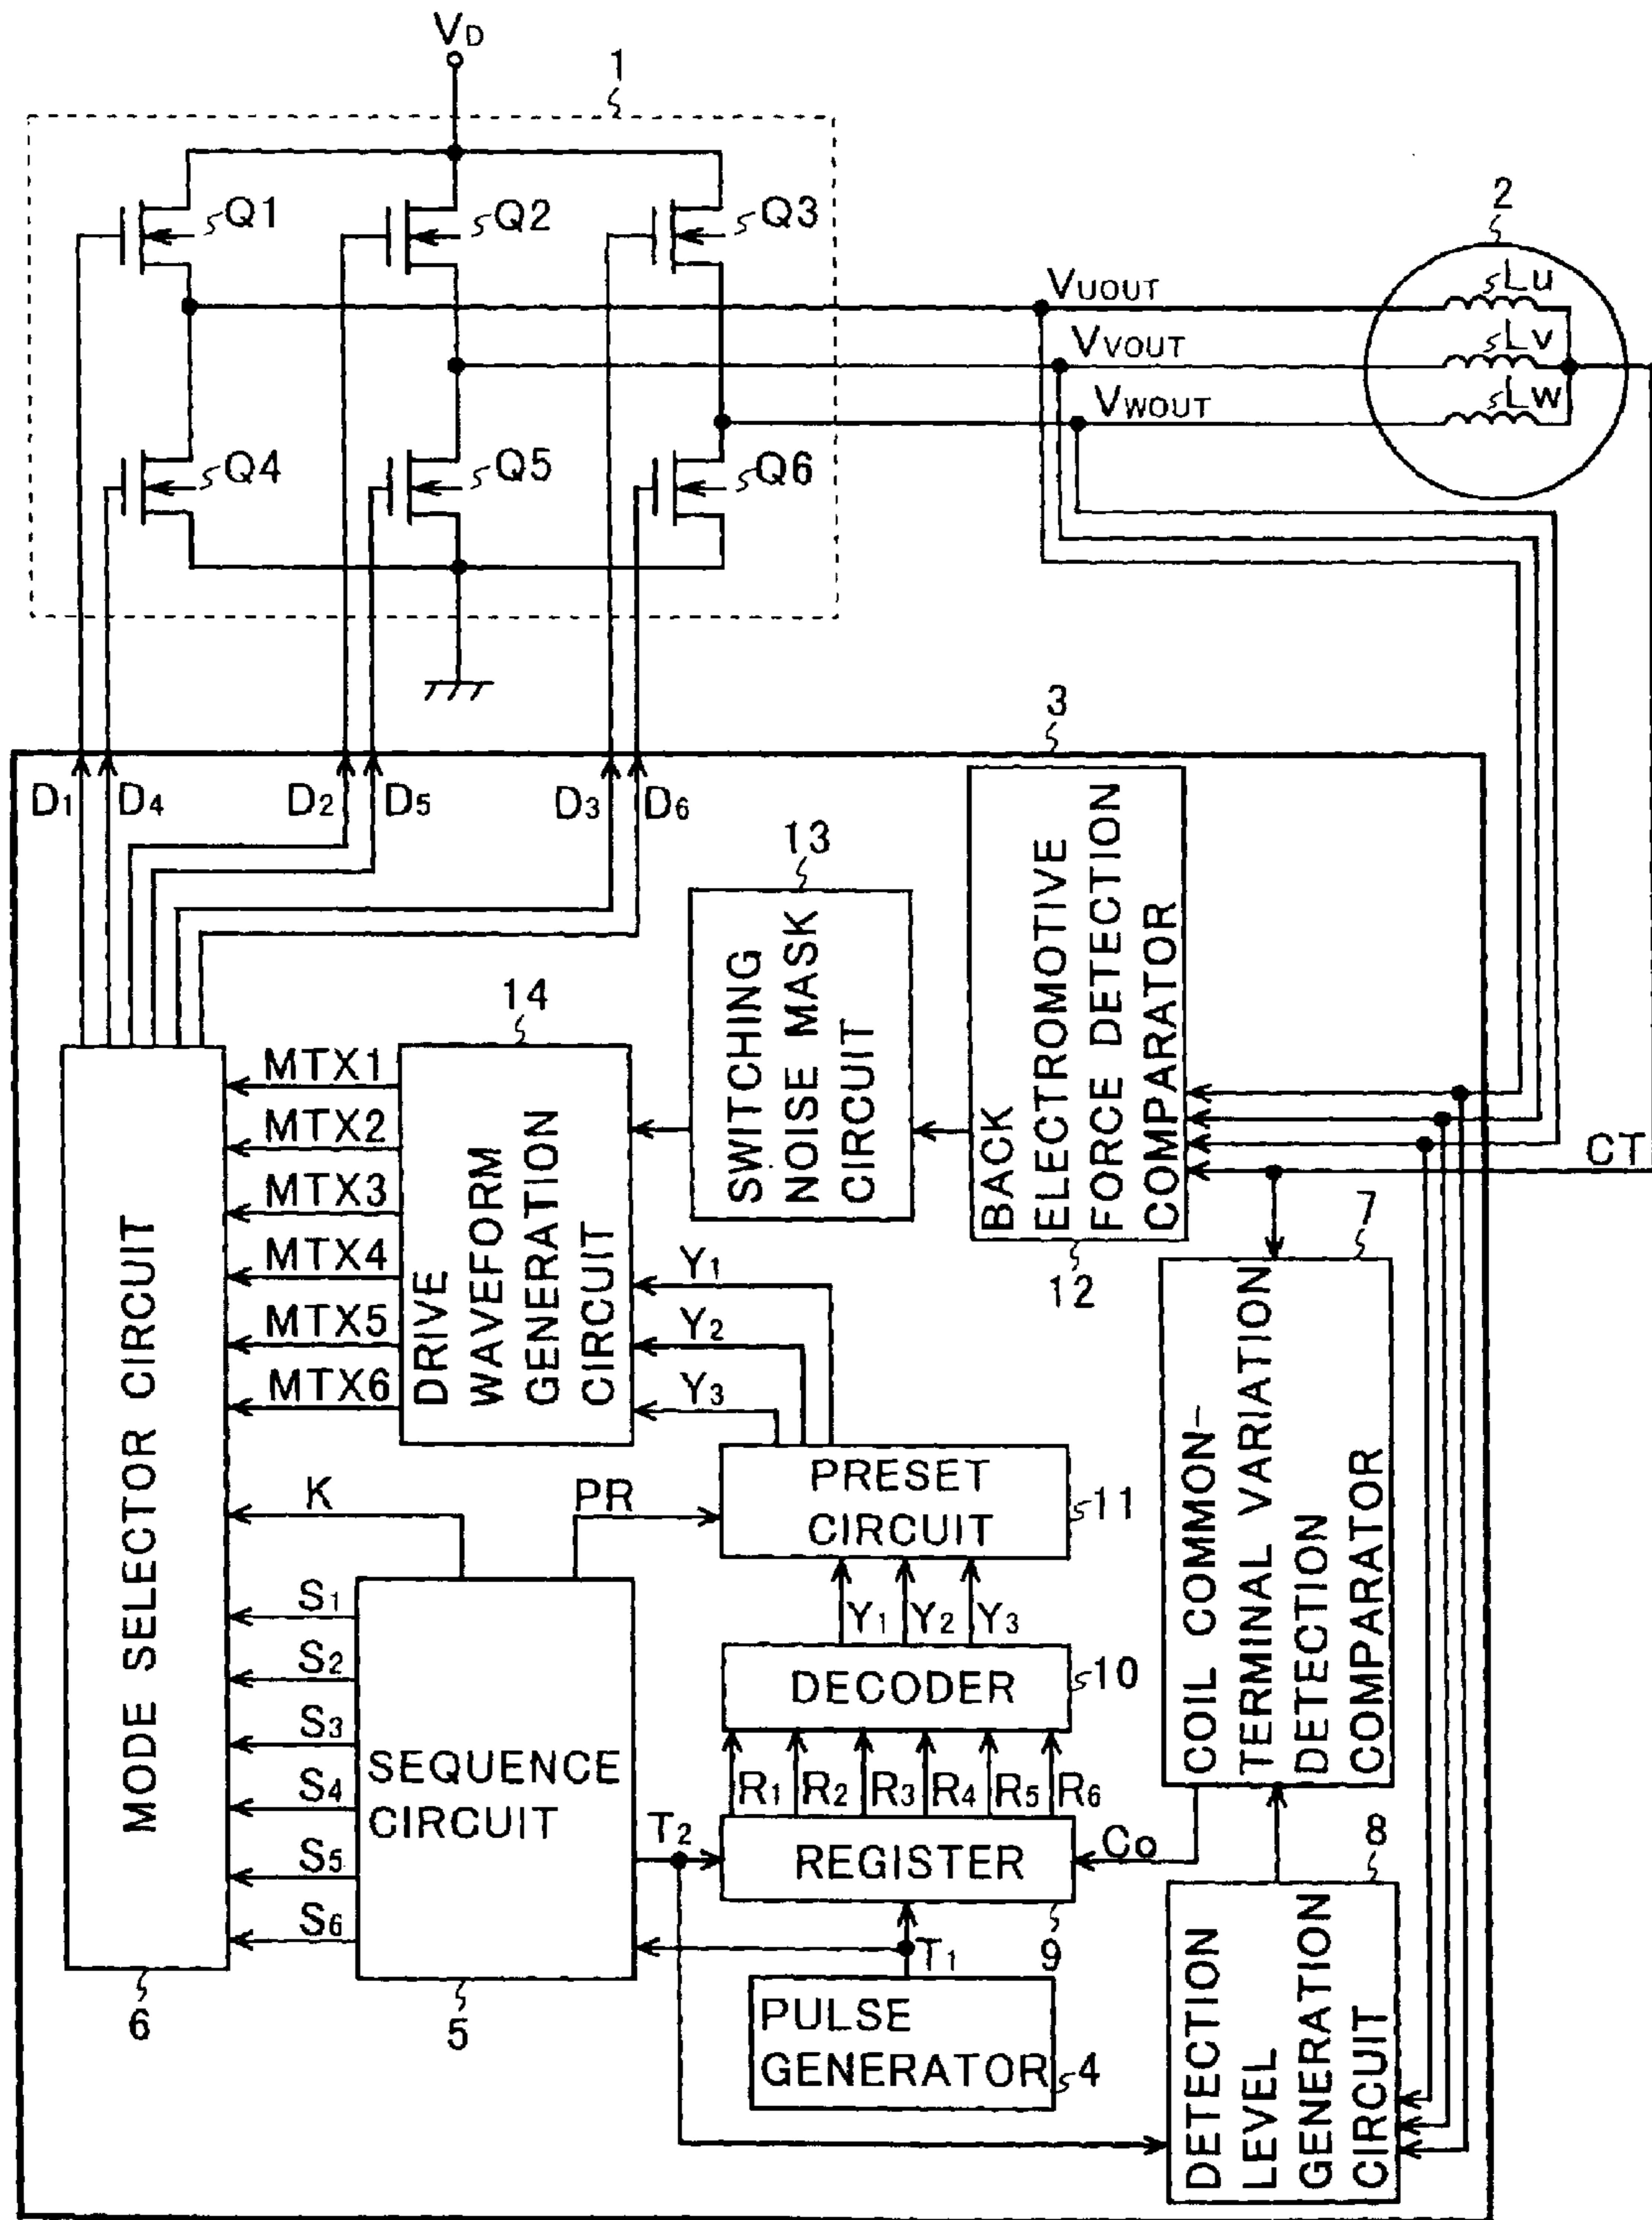 VD
1
Q1
Q2
Q3
2
VUOUT
Lu
VVOUT
Lv
VWOUT
Lw
Q4
Q5
Q6
3
D1
D4
D2
D5
D3
D6
13
SWITCHING
NOISE MASK
CIRCUIT
BACK
ELECTROMOTIVE
FORCE DETECTION
COMPARATOR
12
14
DRIVE
WAVEFORM
GENERATION
CIRCUIT
MTX1
MTX2
MTX3
MTX4
MTX5
MTX6
CT
7
COIL COMMON-
TERMINAL VARIATION
DETECTION
COMPARATOR
Y1
Y2
Y3
MODE SELECTOR CIRCUIT
6
K
PR
PRESET
CIRCUIT
11
Y1
Y2
Y3
DECODER
10
S1
S2
S3
S4
S5
S6
SEQUENCE
CIRCUIT
5
R1
R2
R3
R4
R5
R6
T2
REGISTER
Co
9
T1
PULSE
GENERATOR
4
8
DETECTION
LEVEL
GENERATION
CIRCUIT